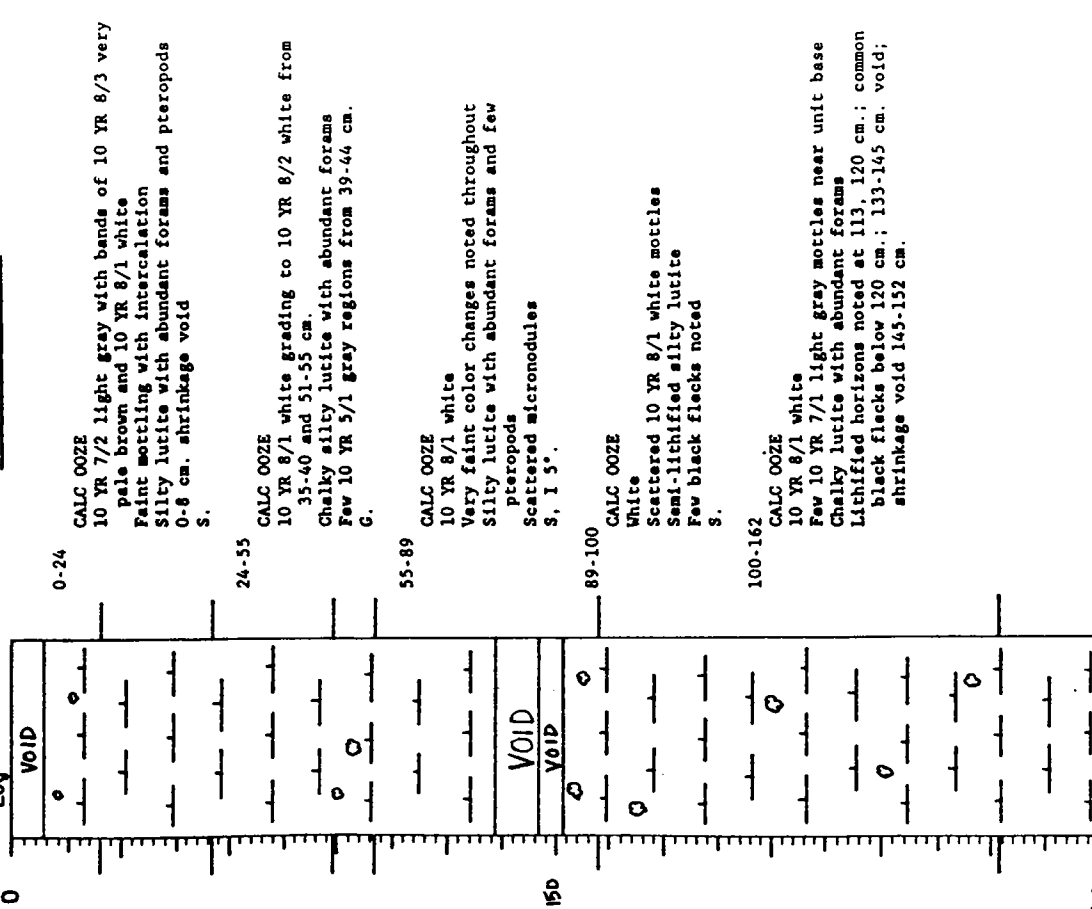 Log
0
VOID
VOID
VOID
150
0-24
CALC OOZE
10 YR 7/2 light gray with bands of 10 YR 8/3 very
pale brown and 10 YR 8/1 white
Faint mottling with intercalation
Silty lutite with abundant forams and pteropods
0-8 cm. shrinkage void
S.
24-55
CALC OOZE
10 YR 8/1 white grading to 10 YR 8/2 white from
35-40 and 51-55 cm.
Chalky silty lutite with abundant forams
Few 10 YR 5/1 gray regions from 39-44 cm.
G.
55-89
CALC OOZE
10 YR 8/1 white
Very faint color changes noted throughout
Silty lutite with abundant forams and few
pteropods
Scattered micronodules
S, I 5°.
89-100
CALC OOZE
White
Scattered 10 YR 8/1 white mottles
Semi-lithified silty lutite
Few black flecks noted
S.
100-162
CALC OOZE
10 YR 8/1 white
Few 10 YR 7/1 light gray mottles near unit base
Chalky lutite with abundant forams
Lithified horizons noted at 113, 120 cm.; common
black flecks below 120 cm.; 133-145 cm. void;
shrinkage void 145-152 cm.